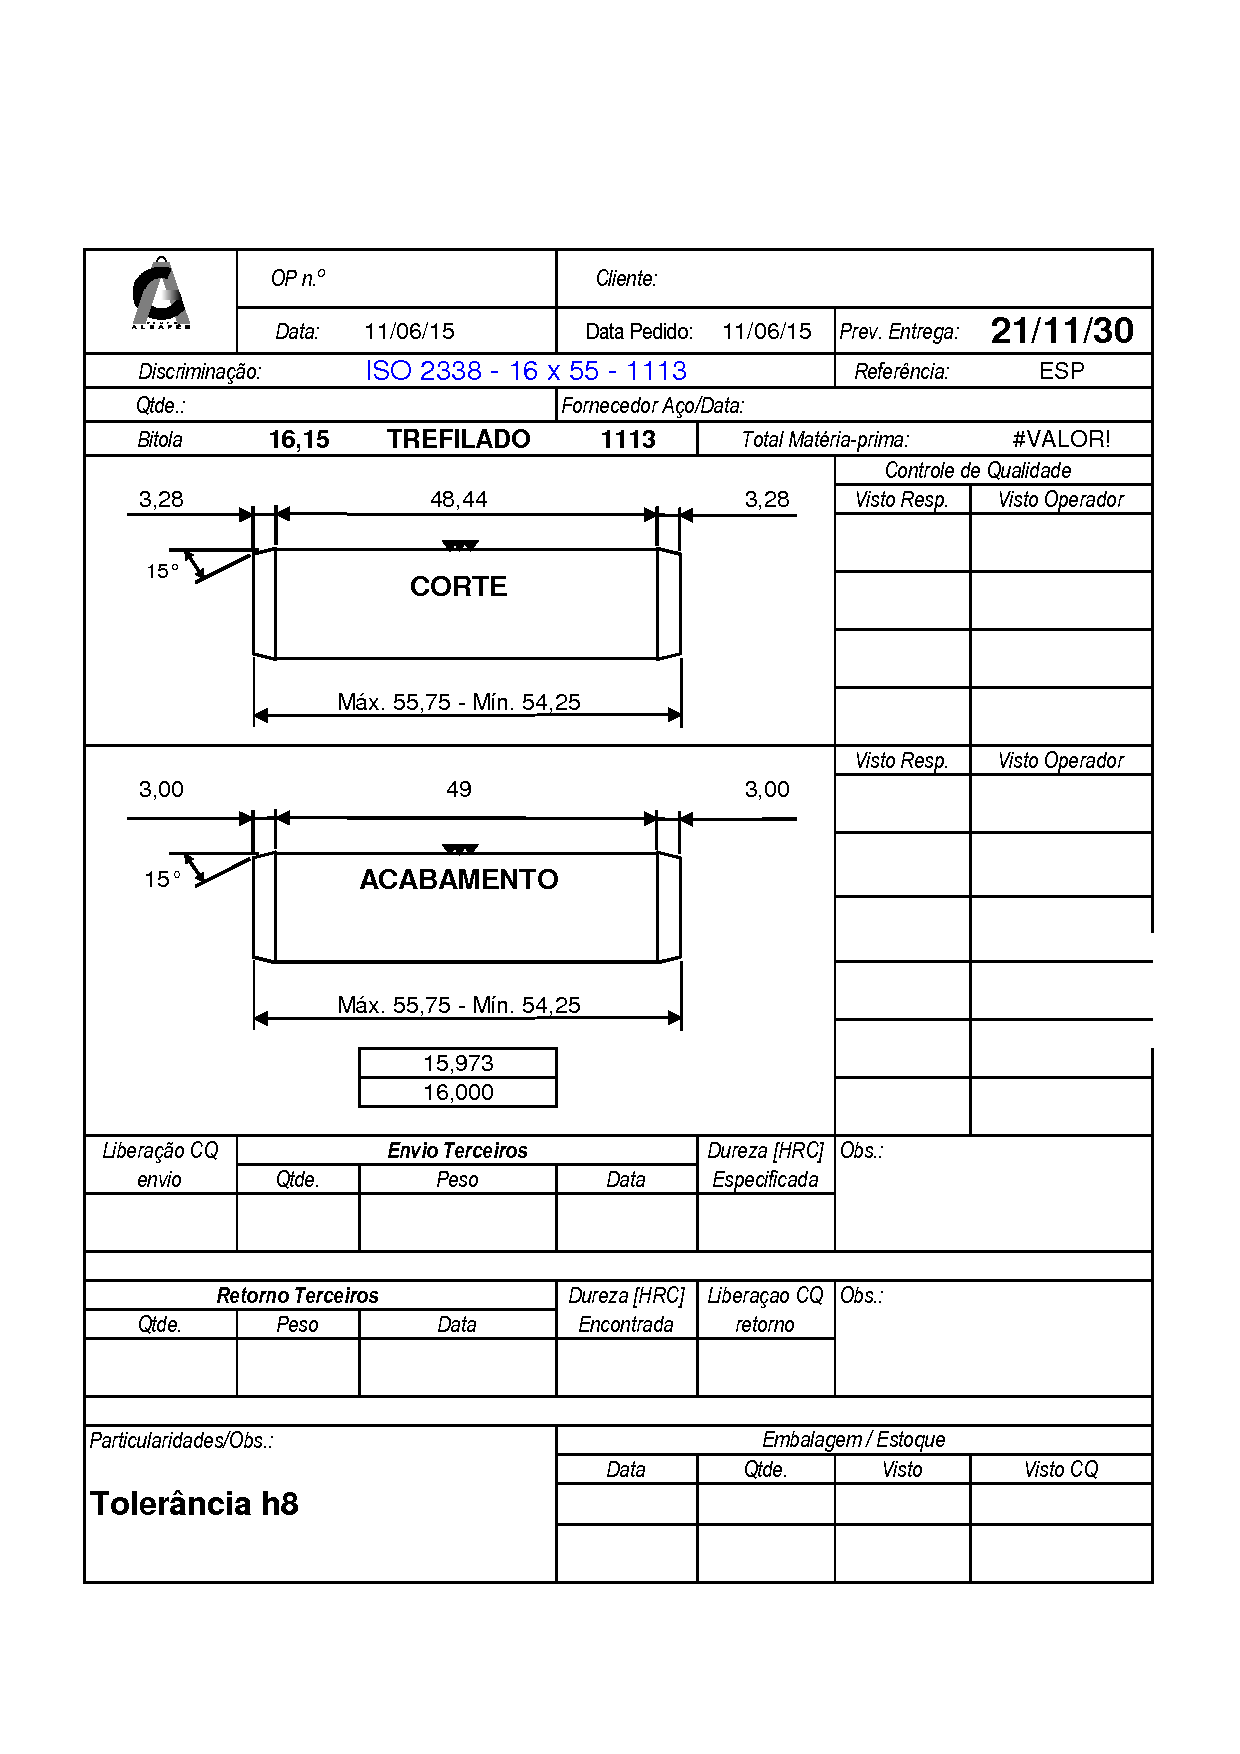 ALBAFER
OP n.º Cliente:
Data: 11/06/15 Data Pedido: 11/06/15 Prev. Entrega: 21/11/30
Discriminação: ISO 2338 - 16 x 55 - 1113 Referência: ESP
Qtde.: Fornecedor Aço/Data:
Bitola 16,15 TREFILADO 1113 Total Matéria-prima: #VALOR!
Controle de Qualidade
3,28 48,44 3,28 Visto Resp. Visto Operador
15°
CORTE
Máx. 55,75 - Mín. 54,25
Visto Resp. Visto Operador
3,00 49 3,00
15°
ACABAMENTO
Máx. 55,75 - Mín. 54,25
15,973
16,000
Liberação CQ Envio Terceiros Dureza [HRC] Obs.:
envio Qtde. Peso Data Especificada
Retorno Terceiros Dureza [HRC] Liberaçao CQ Obs.:
Qtde. Peso Data Encontrada retorno
Particularidades/Obs.: Embalagem / Estoque
Data Qtde. Visto Visto CQ
Tolerância h8